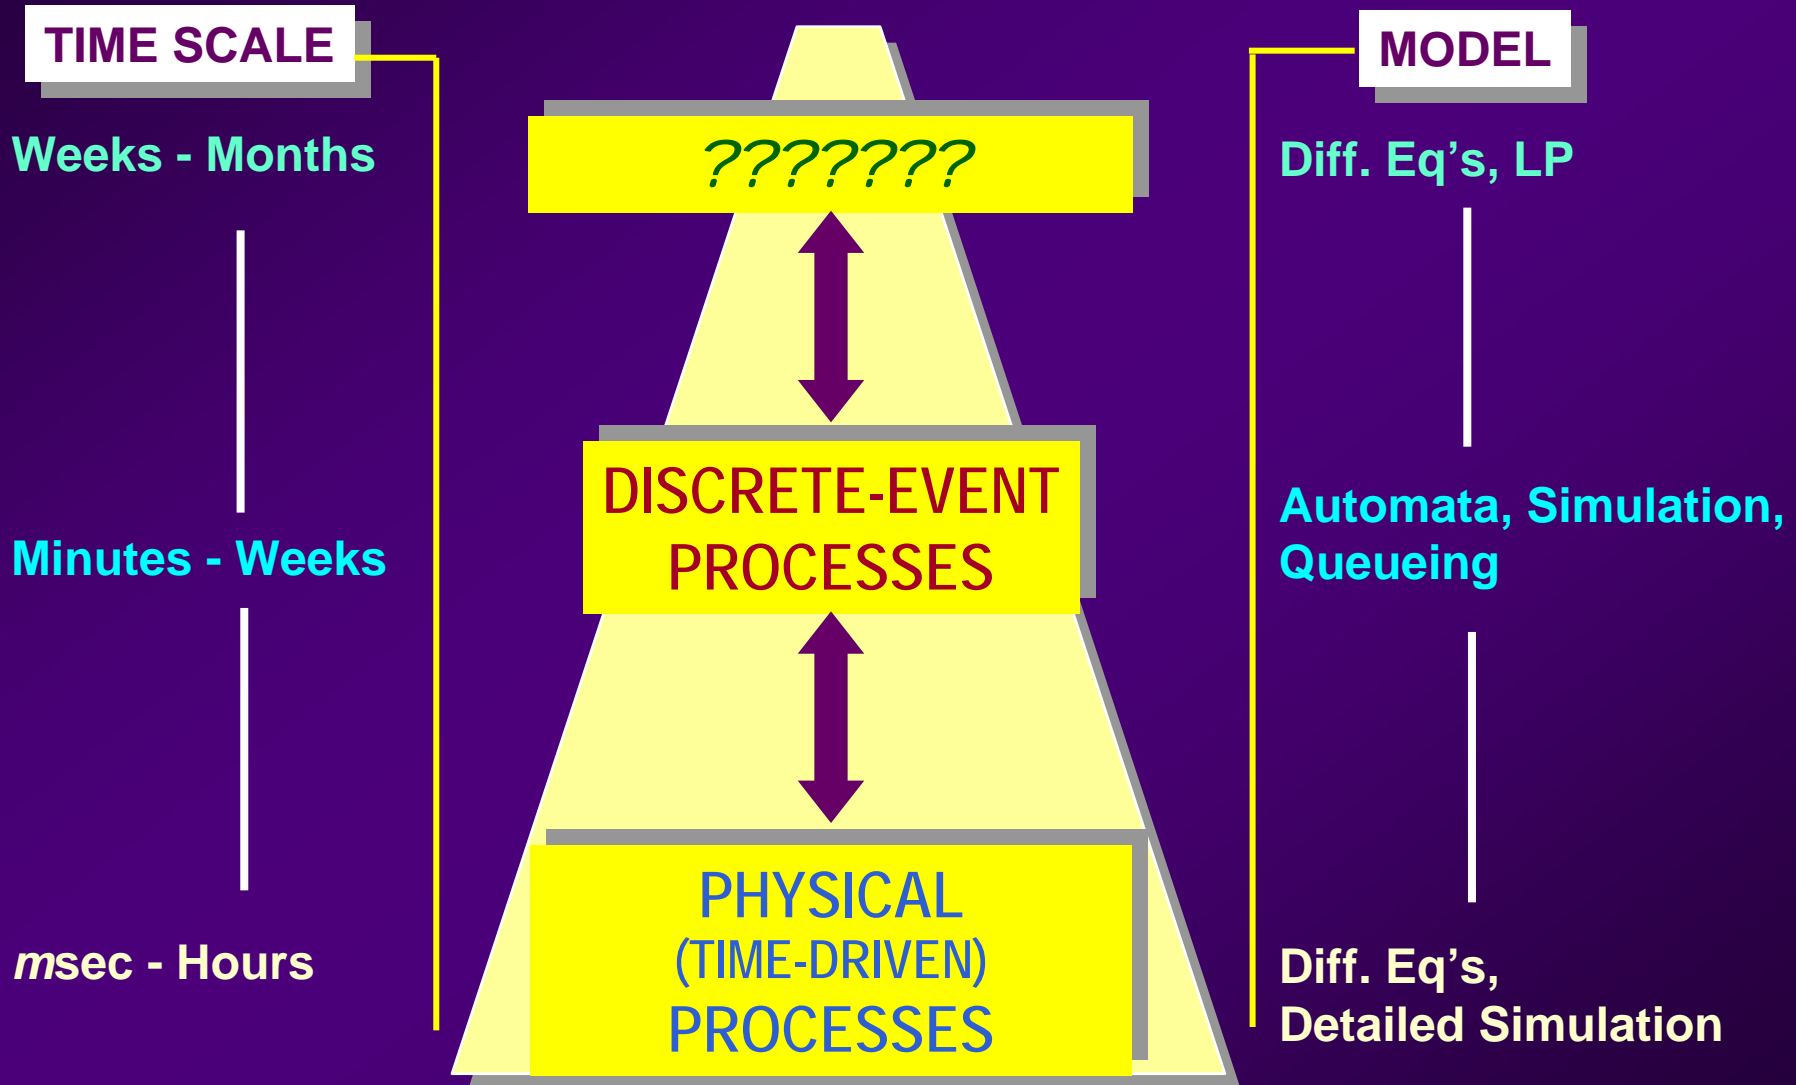 TIME SCALE
MODEL
Weeks - Months
???????
Diff. Eq's, LP
DISCRETE-EVENT
PROCESSES
Minutes - Weeks
Automata, Simulation,
Queueing
PHYSICAL
(TIME-DRIVEN)
PROCESSES
msec - Hours
Diff. Eq's,
Detailed Simulation